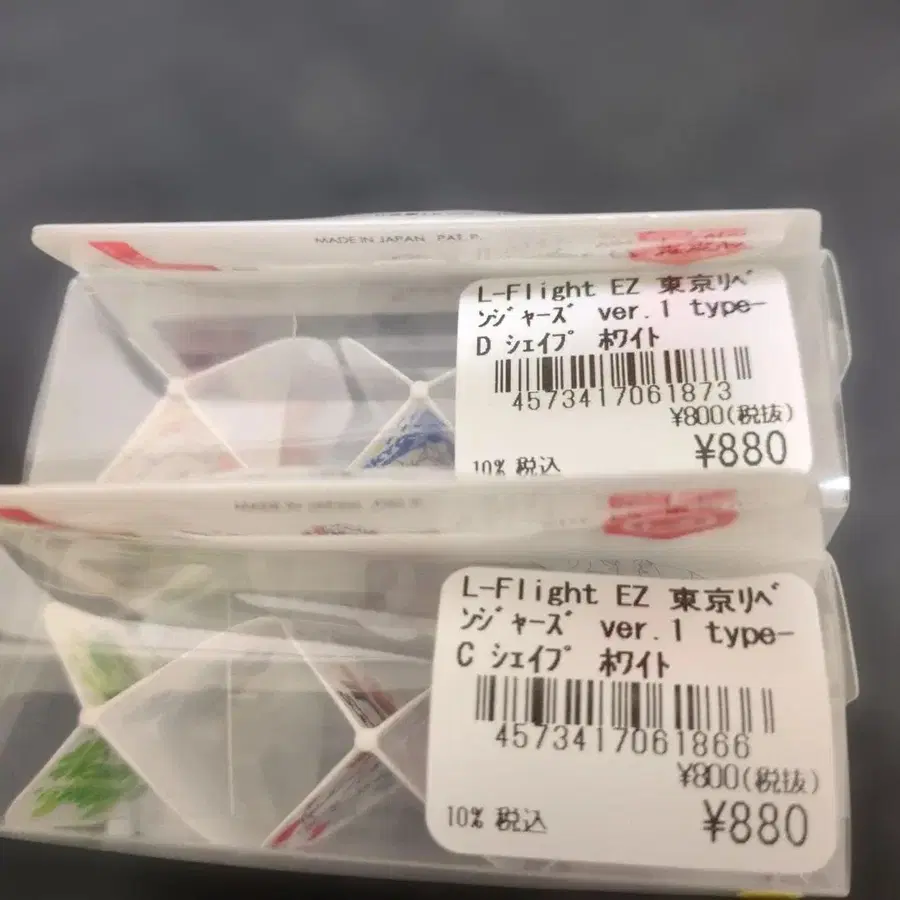 MADE IN JAPAN PAT. P.
L-Flight EZ 東京ﾘﾍﾞ
ﾝｼﾞｬｰｽﾞ ver.1 type-
D ｼｪｲﾌﾟ ﾎﾜｲﾄ
4573417061873
¥800(税抜)
10% 税込 ¥880
MADE IN JAPAN
L-Flight EZ 東京ﾘﾍﾞ
ﾝｼﾞｬｰｽﾞ ver.1 type-
C ｼｪｲﾌﾟ ﾎﾜｲﾄ
4573417061866
¥800(税抜)
10% 税込 ¥880